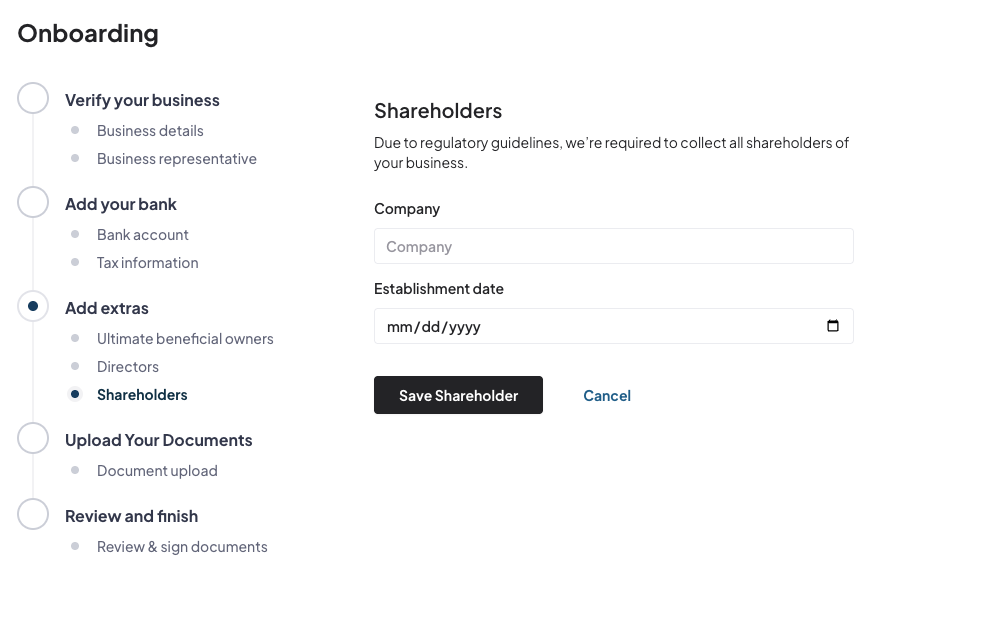 Onboarding
Verify your business
Business details
Business representative
Add your bank
Bank account
Tax information
Add extras
Ultimate beneficial owners
Directors
Shareholders
Upload Your Documents
Document upload
Review and finish
Review & sign documents
Shareholders
Due to regulatory guidelines, we're required to collect all shareholders of
your business.
Company
Company
Establishment date
mm/dd/yyyy
Save Shareholder
Cancel